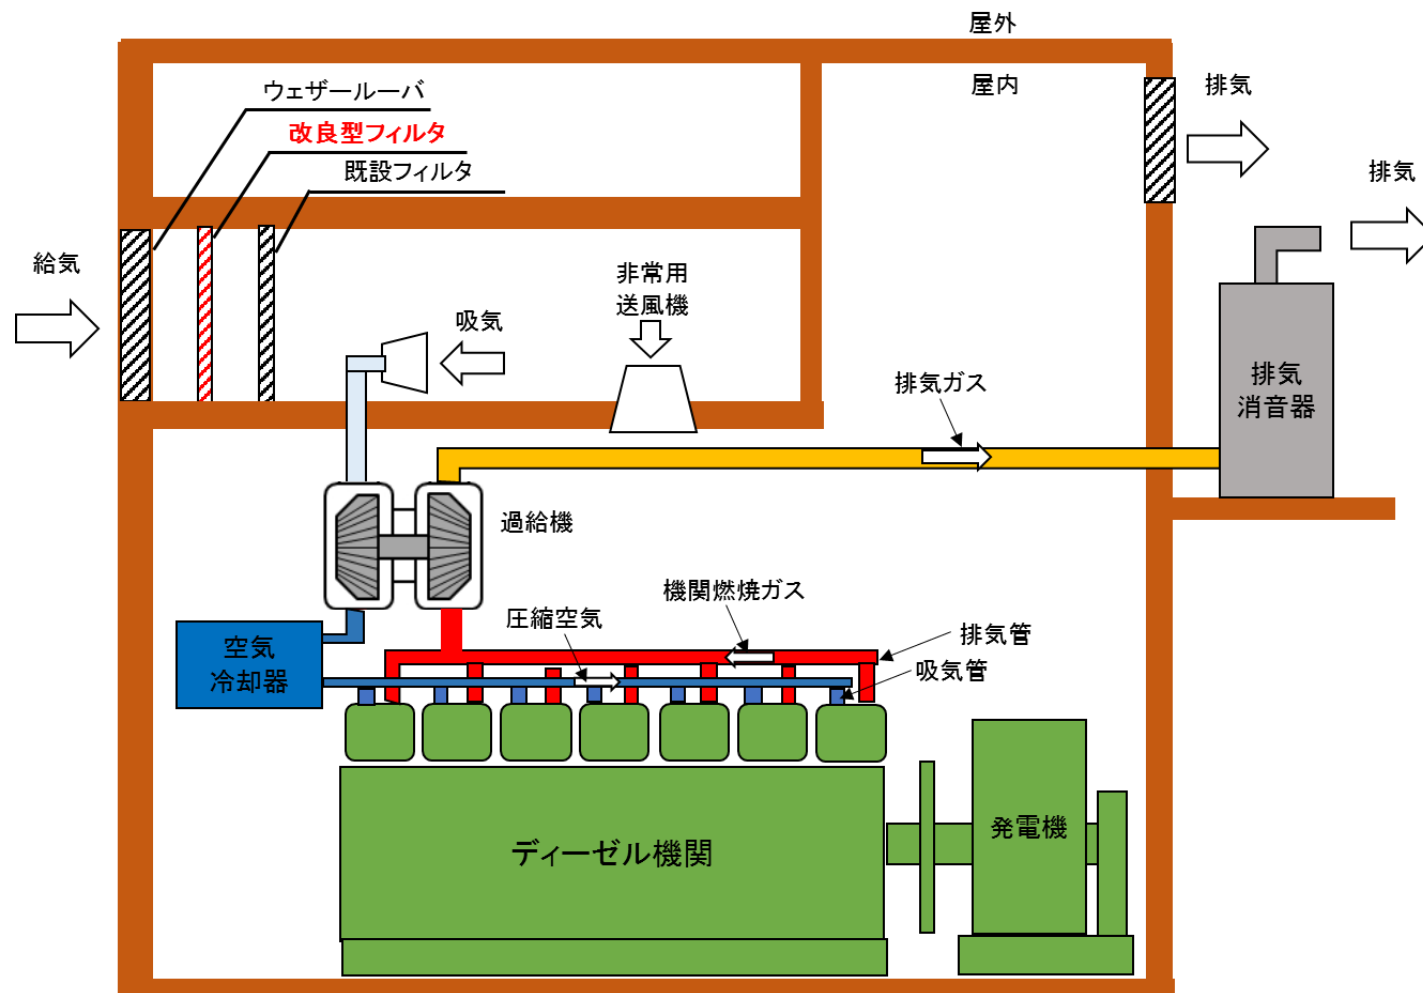 屋外
屋内
ウェザールーバ
改良型フィルタ
既設フィルタ
排気
排気
給気
吸気
非常用
送風機
排気ガス
排気
消音器
過給機
機関燃焼ガス
圧縮空気
排気管
吸気管
空気
冷却器
ディーゼル機関
発電機